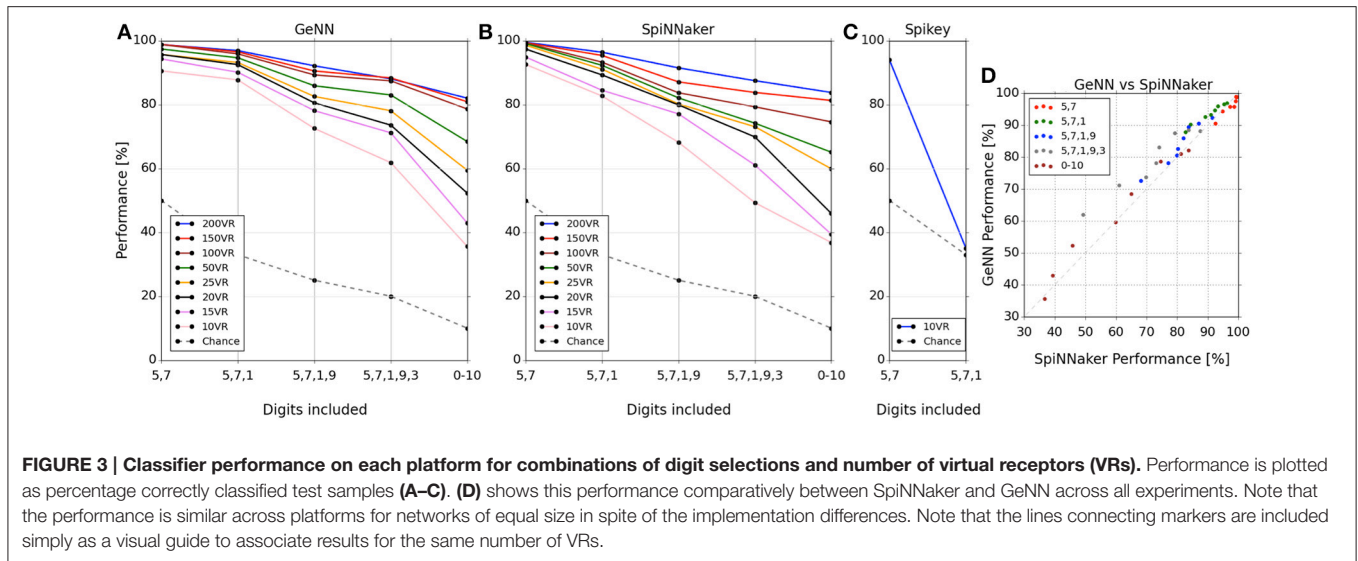 A
GeNN
Performance [%]
100
80
60
40
20
0
200VR
150VR
100VR
50VR
25VR
20VR
15VR
10VR
Chance
5,7
5,7,1
5,7,1,9
5,7,1,9,3
0-10
Digits included
B
SpiNNaker
100
80
60
40
20
0
200VR
150VR
100VR
50VR
25VR
20VR
15VR
10VR
Chance
5,7
5,7,1
5,7,1,9
5,7,1,9,3
0-10
Digits included
C
Spikey
100
80
60
40
20
0
10VR
Chance
5,7
5,7,1
Digits included
D
GeNN vs SpiNNaker
GeNN Performance [%]
100
90
80
70
60
50
40
30
5,7
5,7,1
5,7,1,9
5,7,1,9,3
0-10
30 40 50 60 70 80 90 100
SpiNNaker Performance [%]
FIGURE 3 | Classifier performance on each platform for combinations of digit selections and number of virtual receptors (VRs). Performance is plotted
as percentage correctly classified test samples (A–C). (D) shows this performance comparatively between SpiNNaker and GeNN across all experiments. Note that
the performance is similar across platforms for networks of equal size in spite of the implementation differences. Note that the lines connecting markers are included
simply as a visual guide to associate results for the same number of VRs.